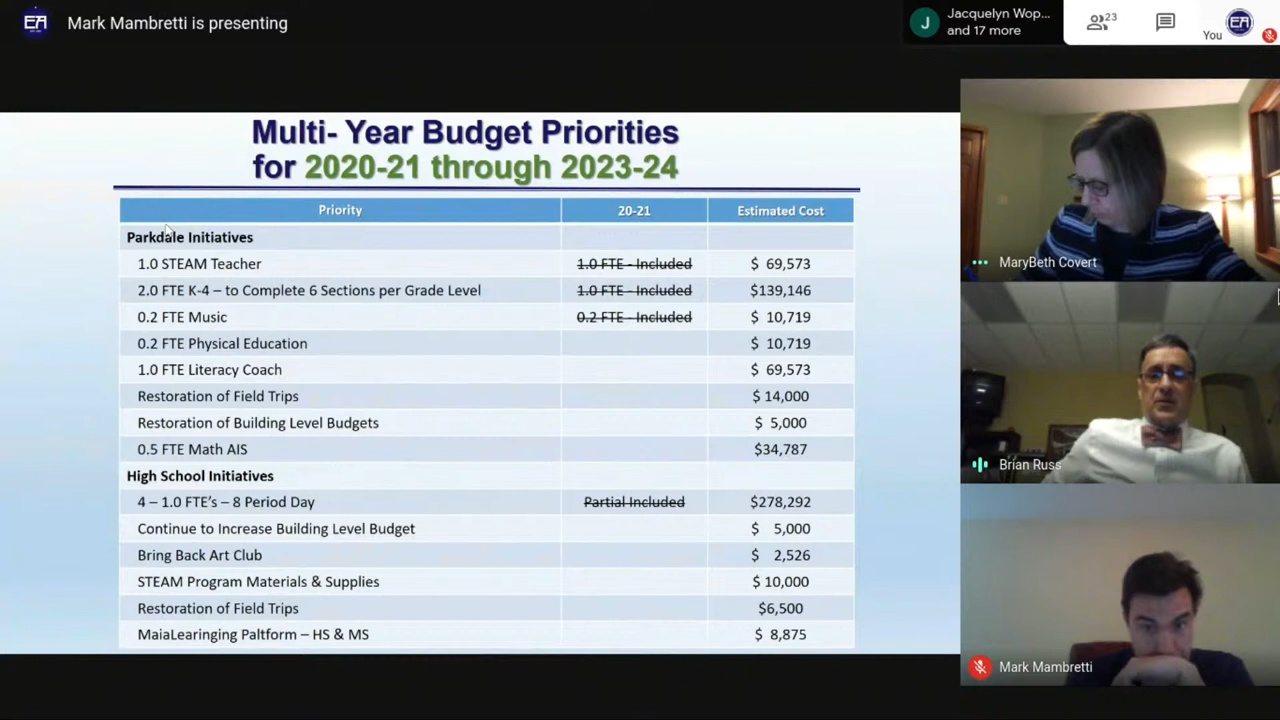 EA
Mark Mambretti is presenting
J
Jacquelyn Wop...
and 17 more
23
You
EA
Multi- Year Budget Priorities
for 2020-21 through 2023-24
Priority 20-21 Estimated Cost
Parkdale Initiatives
1.0 STEAM Teacher 1.0 FTE - Included $ 69,573
2.0 FTE K-4 – to Complete 6 Sections per Grade Level 1.0 FTE - Included $139,146
0.2 FTE Music 0.2 FTE - Included $ 10,719
0.2 FTE Physical Education $ 10,719
1.0 FTE Literacy Coach $ 69,573
Restoration of Field Trips $ 14,000
Restoration of Building Level Budgets $ 5,000
0.5 FTE Math AIS $34,787
High School Initiatives
4 – 1.0 FTE's – 8 Period Day Partial Included $278,292
Continue to Increase Building Level Budget $ 5,000
Bring Back Art Club $ 2,526
STEAM Program Materials & Supplies $ 10,000
Restoration of Field Trips $6,500
MaiaLearinging Paltform – HS & MS $ 8,875
MaryBeth Covert
Brian Russ
Mark Mambretti